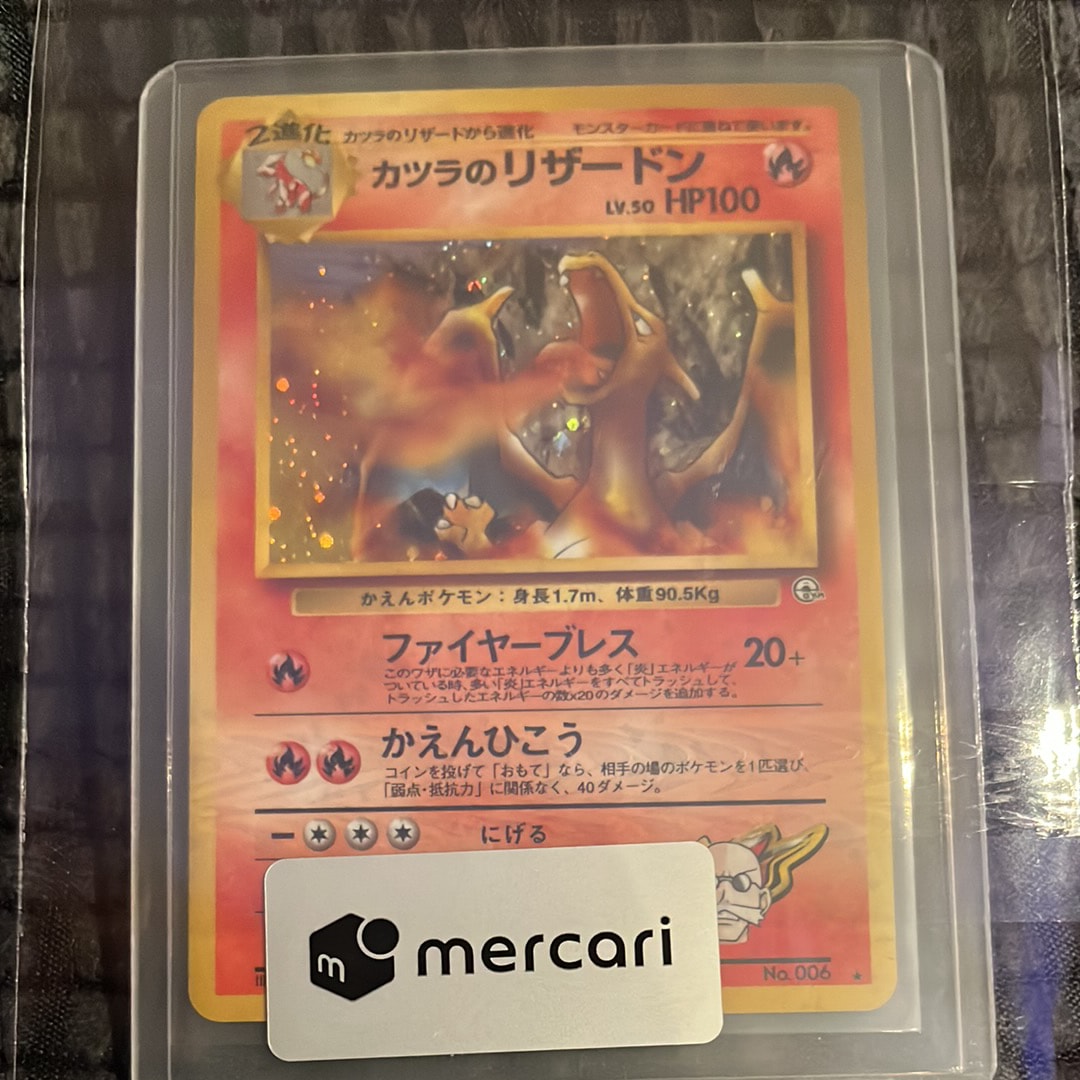 2進化 カツラのリザードから進化 モンスターカードに重ねて使います。
カツラのリザードン
LV.50 HP100
かえんポケモン：身長1.7m、体重90.5Kg
GYM
ファイヤーブレス 20+
このワザに必要なエネルギーよりも多く「炎」エネルギーが
ついている時、多い「炎」エネルギーをすべてトラッシュして、
トラッシュしたエネルギーの数×20のダメージを追加する。
かえんひこう
コインを投げて「おもて」なら、相手の場のポケモンを1匹選び、
「弱点・抵抗力」に関係なく、40ダメージ。
にげる
m mercari
No. 006 ★